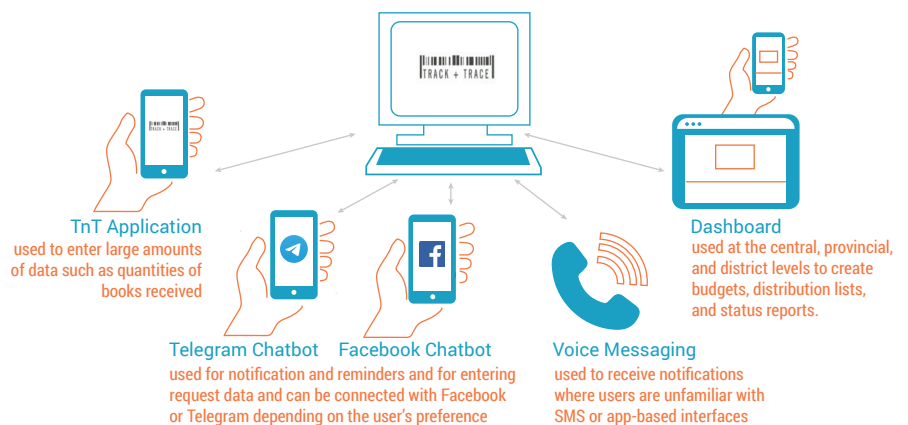 TRACK + TRACE
TRACK + TRACE
TnT Application
used to enter large amounts
of data such as quantities of
books received
Telegram Chatbot
Facebook Chatbot
used for notification and reminders and for entering
request data and can be connected with Facebook
or Telegram depending on the user's preference
Voice Messaging
used to receive notifications
where users are unfamiliar with
SMS or app-based interfaces
Dashboard
used at the central, provincial,
and district levels to create
budgets, distribution lists,
and status reports.